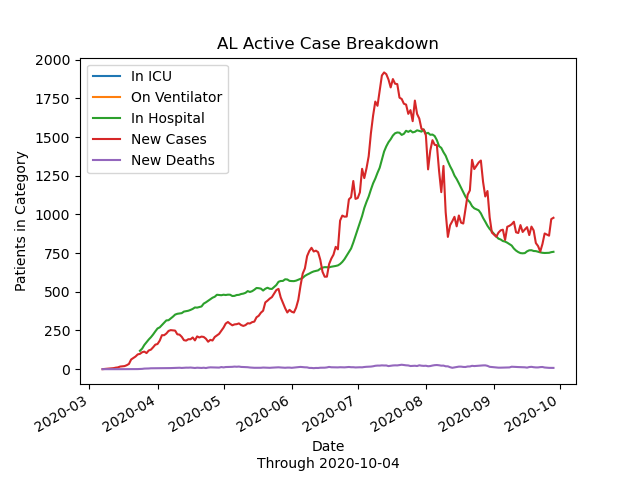 AL Active Case Breakdown
In ICU
On Ventilator
In Hospital
New Cases
New Deaths
Patients in Category
2000
1750
1500
1250
1000
750
500
250
0
2020-03
2020-04
2020-05
2020-06
2020-07
2020-08
2020-09
2020-10
Date
Through 2020-10-04